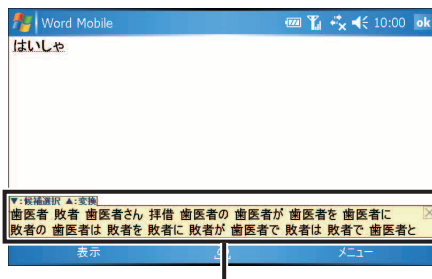 Word Mobile 10:00 ok
はいしゃ
▼:候補選択 ▲:変換
歯医者 敗者 歯医者さん 拝借 歯医者の 歯医者が 歯医者を 歯医者に
敗者の 歯医者は 敗者を 敗者に 敗者が 歯医者で 敗者は 敗者で 歯医者と
表示 メニュー